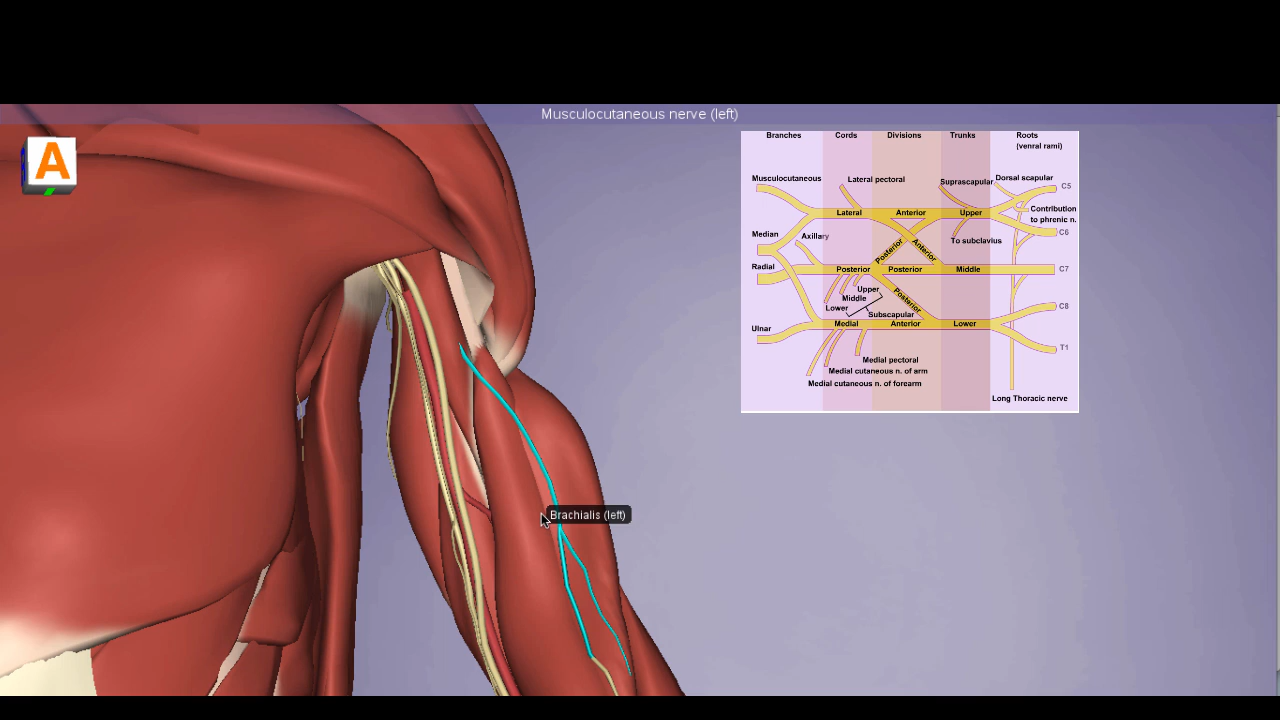 Musculocutaneous nerve (left)
A
Branches Cords Divisions Trunks Roots
(venral rami)
Musculocutaneous
Lateral pectoral
Suprascapular
Dorsal scapular
C5
Lateral
Anterior
Upper
Contribution
to phrenic n.
C6
Median
Axillary
Posterior
Anterior
To subclavius
Radial
Posterior
Posterior
Middle
C7
Upper
Middle
Lower
Posterior
Subscapular
C8
Ulnar
Medial
Anterior
Lower
T1
Medial pectoral
Medial cutaneous n. of arm
Medial cutaneous n. of forearm
Long Thoracic nerve
Brachialis (left)